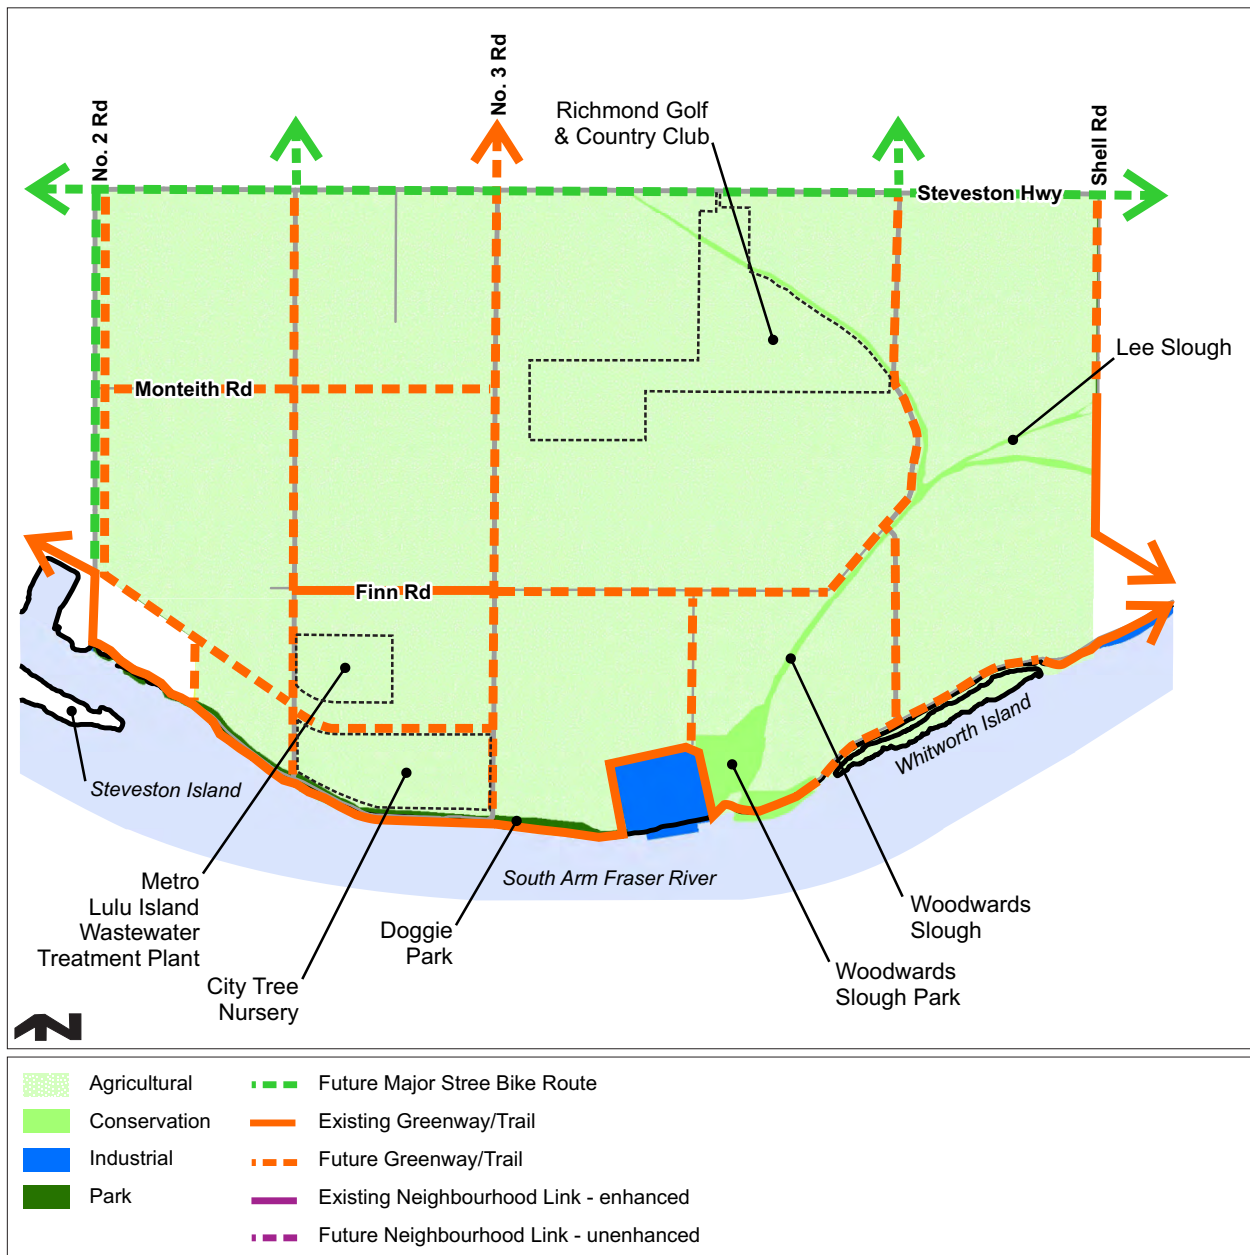 No. 2 Rd
No. 3 Rd
Shell Rd
Richmond Golf
& Country Club
Steveston Hwy
Lee Slough
Monteith Rd
Finn Rd
Steveston Island
Whitworth Island
South Arm Fraser River
Metro
Lulu Island
Wastewater
Treatment Plant
City Tree
Nursery
Doggie
Park
Woodwards
Slough
Woodwards
Slough Park
N
Agricultural
Conservation
Industrial
Park
Future Major Stree Bike Route
Existing Greenway/Trail
Future Greenway/Trail
Existing Neighbourhood Link - enhanced
Future Neighbourhood Link - unenhanced